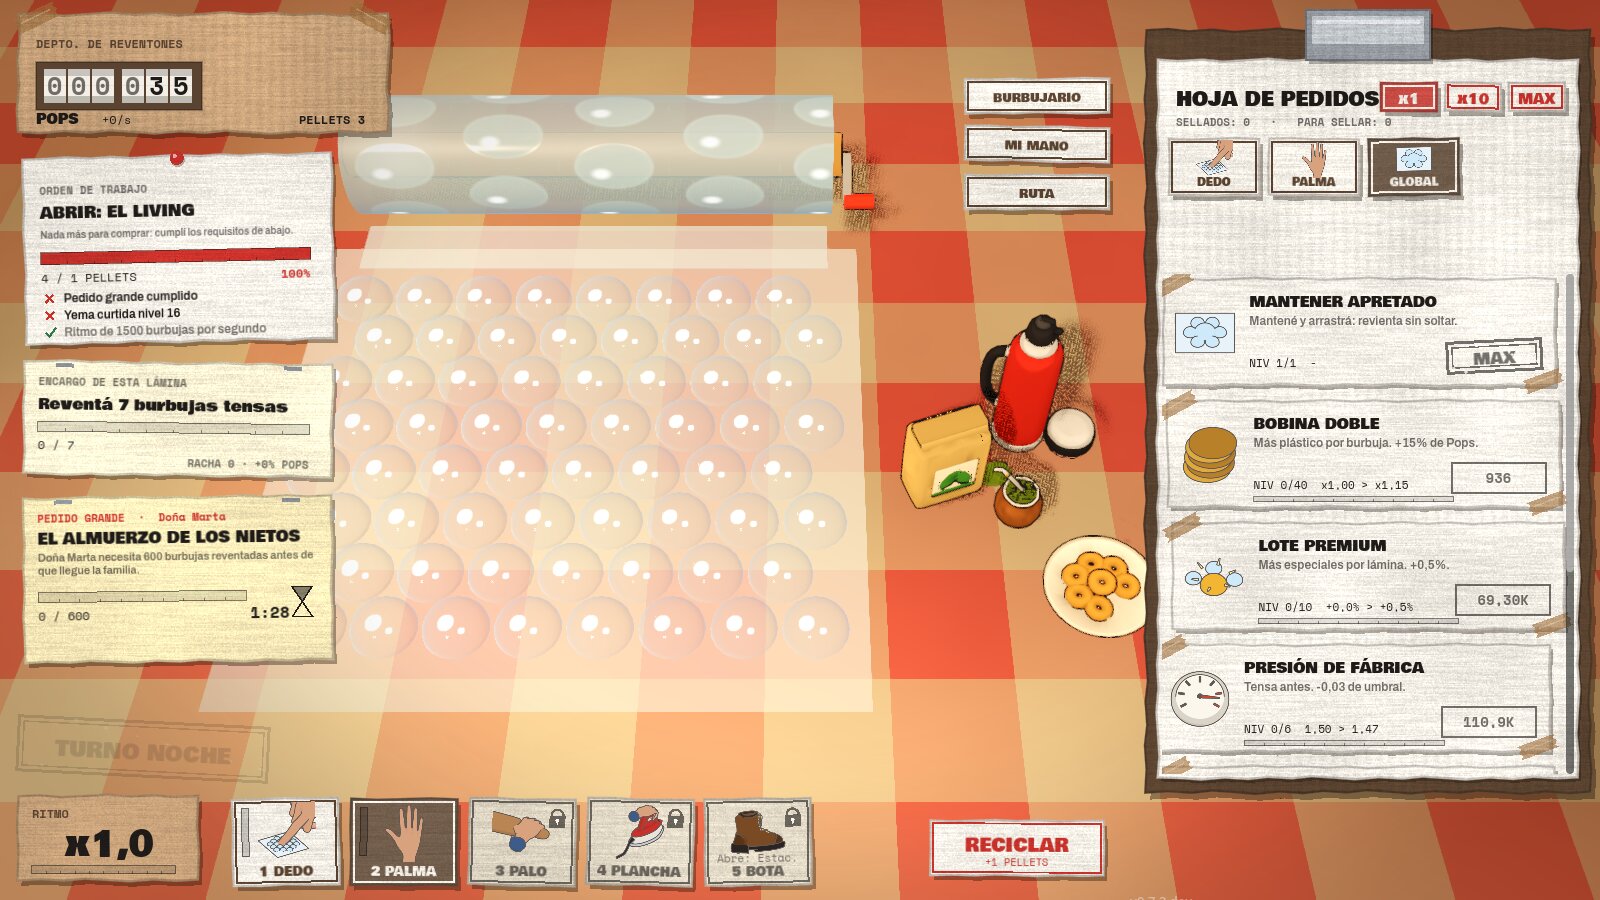 DEPTO. DE REVENTONES
000 035
POPS +0/s PELLETS 3
ORDEN DE TRABAJO
ABRIR: EL LIVING
Nada más para comprar: cumplí los requisitos de abajo.
4 / 1 PELLETS 100%
Pedido grande cumplido
Yema curtida nivel 16
Ritmo de 1500 burbujas por segundo
ENCARGO DE ESTA LÁMINA
Reventá 7 burbujas tensas
0 / 7
RACHA 0 · +0% POPS
PEDIDO GRANDE · Doña Marta
EL ALMUERZO DE LOS NIETOS
Doña Marta necesita 600 burbujas reventadas antes de
que llegue la familia.
0 / 600 1:28
TURNO NOCHE
RITMO
x1,0
1 DEDO
2 PALMA
3 PALO
4 PLANCHA
Abre: Estac.
5 BOTA
RECICLAR
+1 PELLETS
BURBUJARIO
MI MANO
RUTA
HOJA DE PEDIDOS x1 x10 MAX
SELLADOS: 0 · PARA SELLAR: 0
DEDO PALMA GLOBAL
MANTENER APRETADO
Mantené y arrastrá: revienta sin soltar.
NIV 1/1 -
MAX
BOBINA DOBLE
Más plástico por burbuja. +15% de Pops.
NIV 0/40 x1.00 > x1.15
936
LOTE PREMIUM
Más especiales por lámina. +0,5%.
NIV 0/10 +0.0% > +0.5%
69,30K
PRESIÓN DE FÁBRICA
Tensa antes. -0,03 de umbral.
NIV 0/6 1.50 > 1.47
110,9K